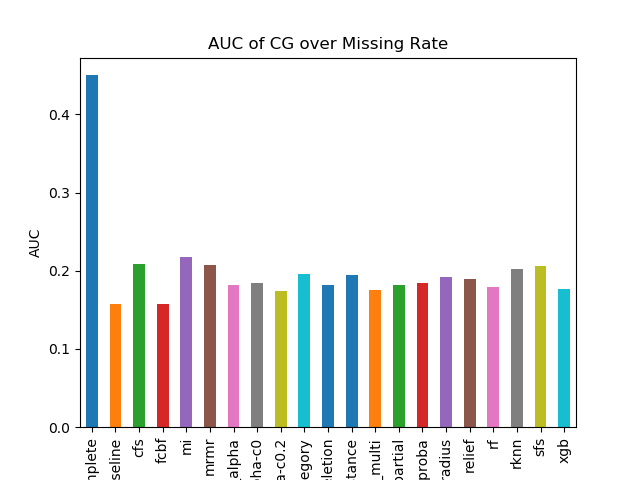 AUC of CG over Missing Rate
AUC
0.4
0.3
0.2
0.1
0.0
mplete
seline
cfs
fcbf
mi
mrmr
alpha
ha-c0
a-c0.2
egory
letion
tance
_multi
partial
proba
radius
relief
rf
rknn
sfs
xgb